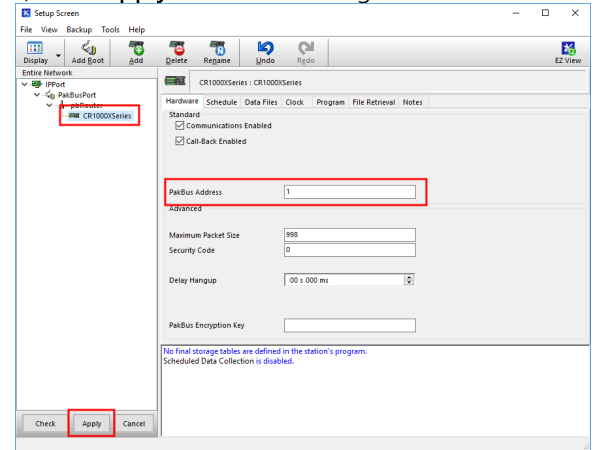 Setup Screen
File View Backup Tools Help
Display Add Root Add Delete Rename Undo Redo EZ View
Entire Network
IPPort
PakBusPort
pbRouter
CR1000XSeries
CR1000XSeries : CR1000XSeries
Hardware Schedule Data Files Clock Program File Retrieval Notes
Standard
Communications Enabled
Call-Back Enabled
PakBus Address 1
Advanced
Maximum Packet Size 998
Security Code 0
Delay Hangup 00 s 000 ms
PakBus Encryption Key
No final storage tables are defined in the station's program.
Scheduled Data Collection is disabled.
Check Apply Cancel